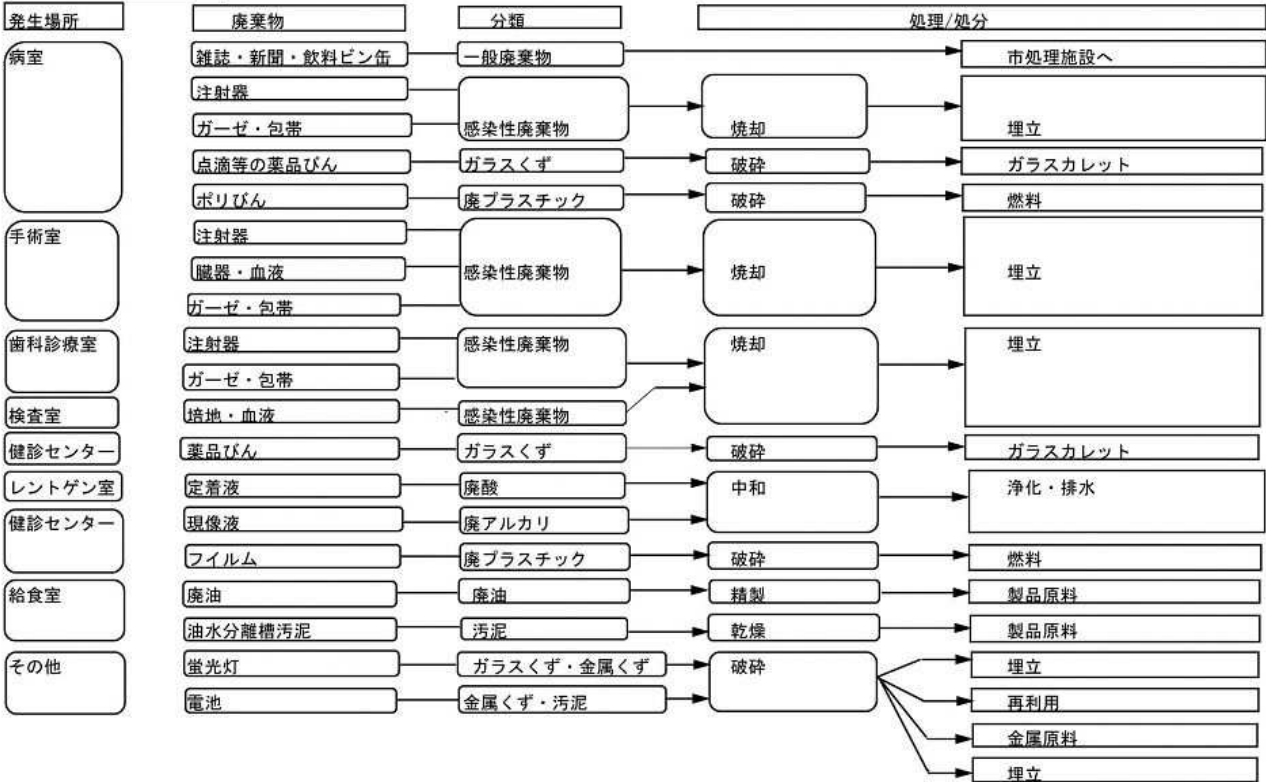 発生場所 廃棄物 分類 処理/処分
病室 雑誌・新聞・飲料ビン缶 一般廃棄物 市処理施設へ
注射器
ガーゼ・包帯 感染性廃棄物 焼却 埋立
点滴等の薬品びん ガラスくず 破砕 ガラスカレット
ポリびん 廃プラスチック 破砕 燃料
手術室 注射器
臓器・血液 感染性廃棄物 焼却 埋立
ガーゼ・包帯
歯科診療室 注射器 感染性廃棄物 焼却 埋立
ガーゼ・包帯
検査室 培地・血液 感染性廃棄物
健診センター 薬品びん ガラスくず 破砕 ガラスカレット
レントゲン室 定着液 廃酸 中和 浄化・排水
健診センター 現像液 廃アルカリ
フイルム 廃プラスチック 破砕 燃料
給食室 廃油 廃油 精製 製品原料
油水分離槽汚泥 汚泥 乾燥 製品原料
その他 蛍光灯 ガラスくず・金属くず 破砕 埋立
電池 金属くず・汚泥 再利用
金属原料
埋立